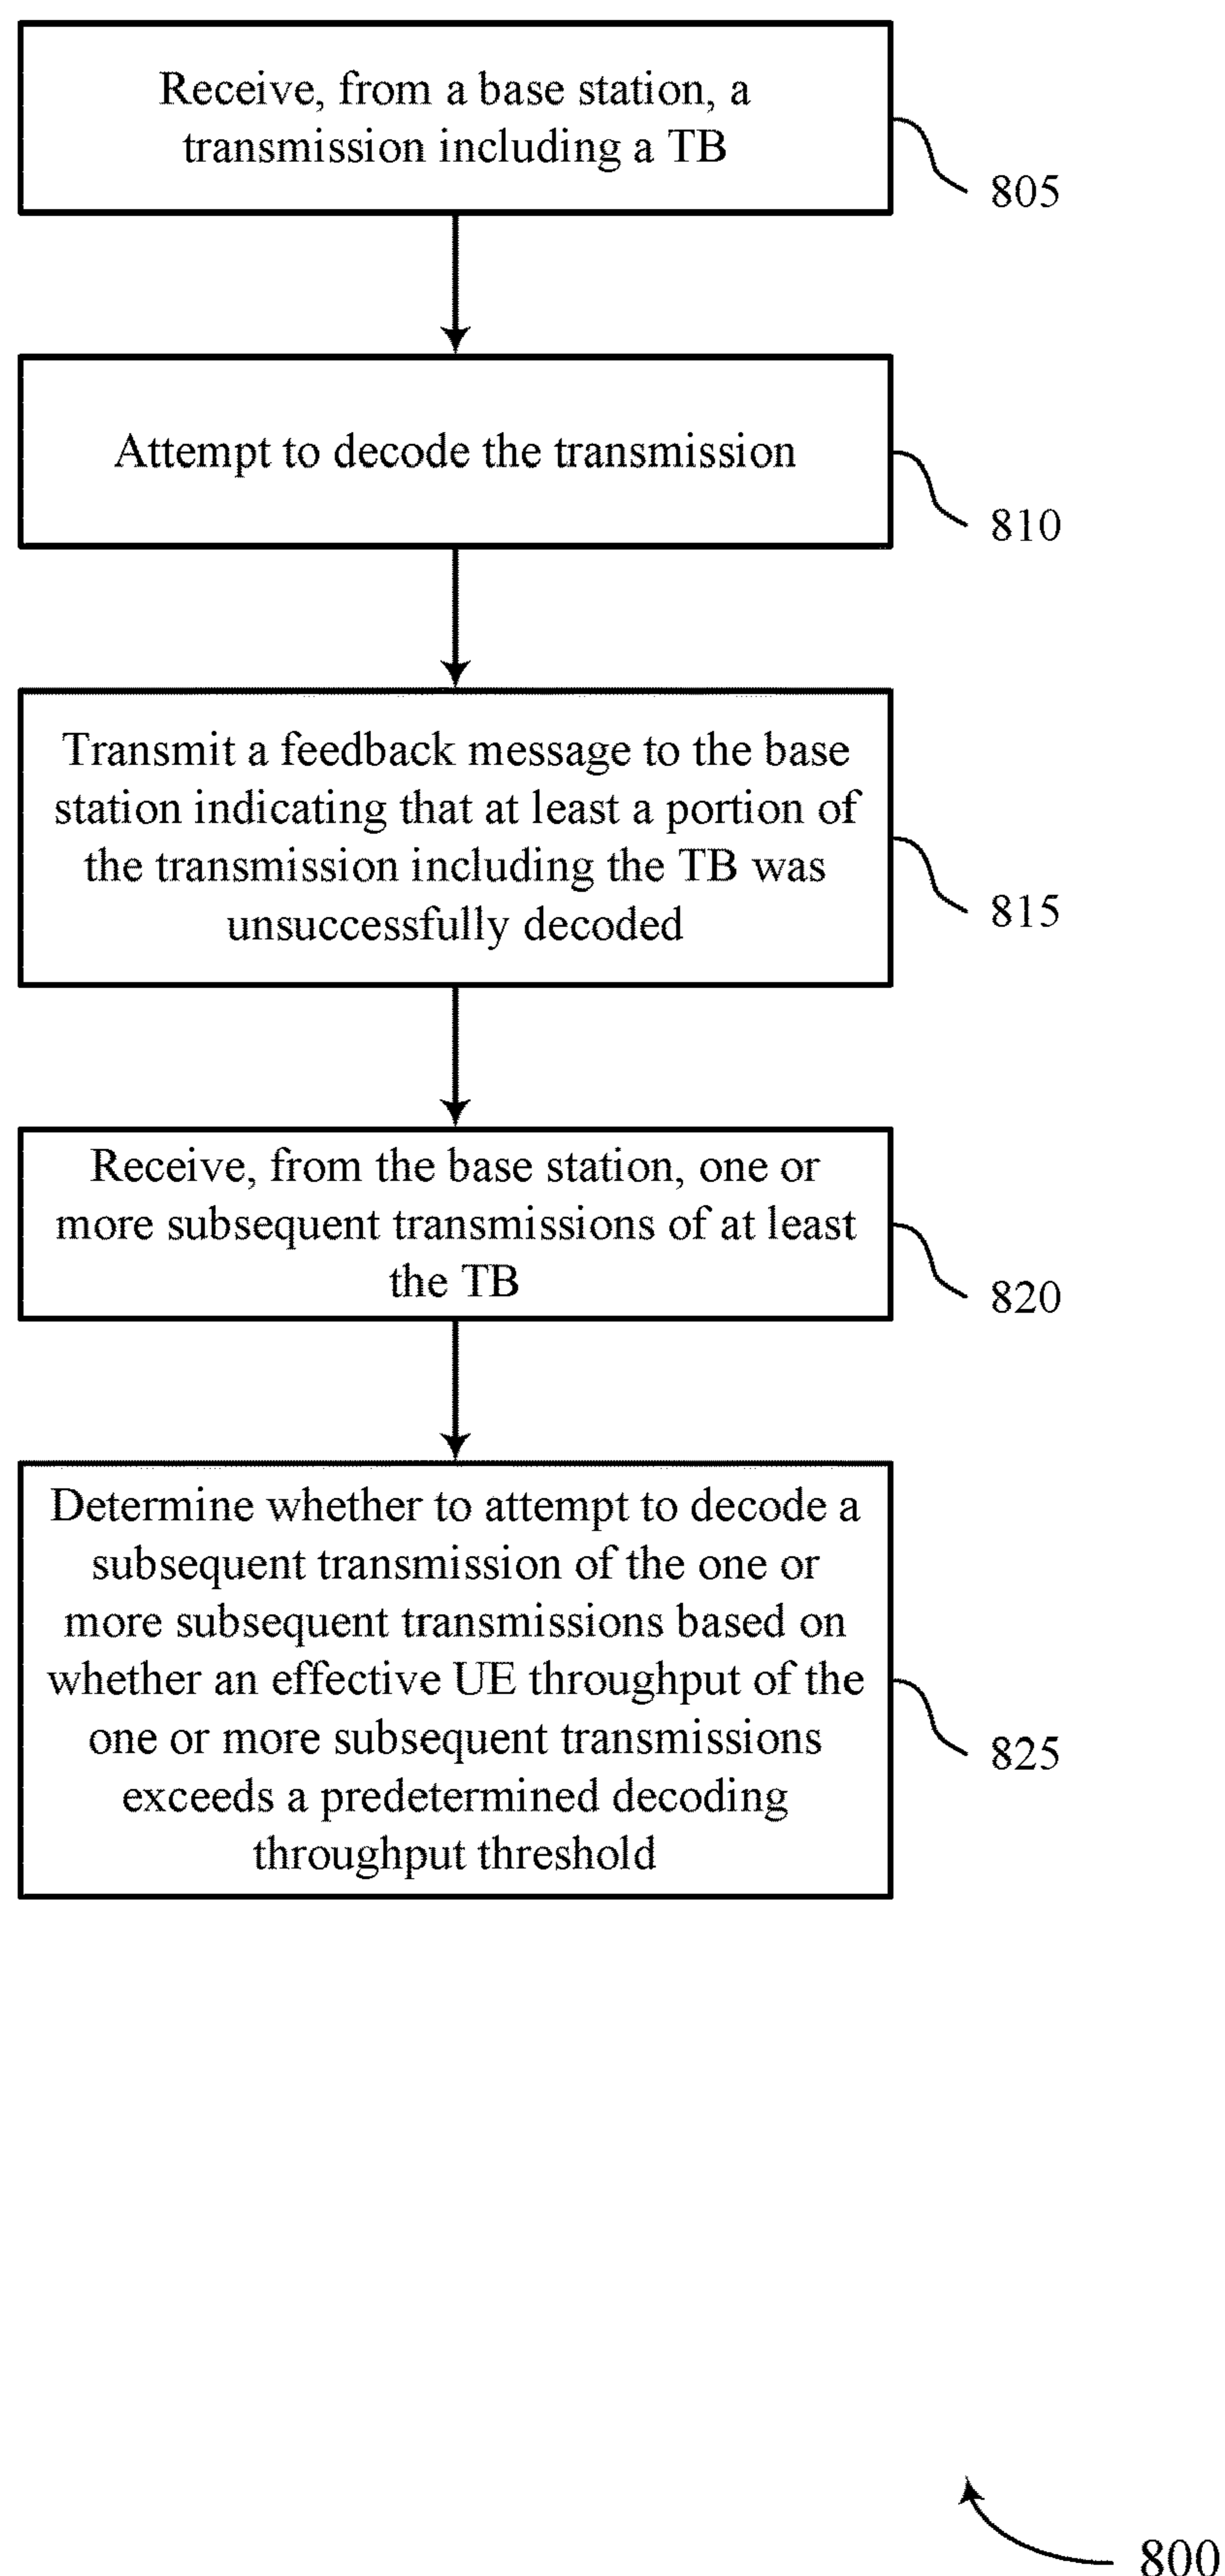 Receive, from a base station, a
transmission including a TB
805
Attempt to decode the transmission
810
Transmit a feedback message to the base
station indicating that at least a portion of
the transmission including the TB was
unsuccessfully decoded
815
Receive, from the base station, one or
more subsequent transmissions of at least
the TB
820
Determine whether to attempt to decode a
subsequent transmission of the one or
more subsequent transmissions based on
whether an effective UE throughput of the
one or more subsequent transmissions
exceeds a predetermined decoding
throughput threshold
825
800